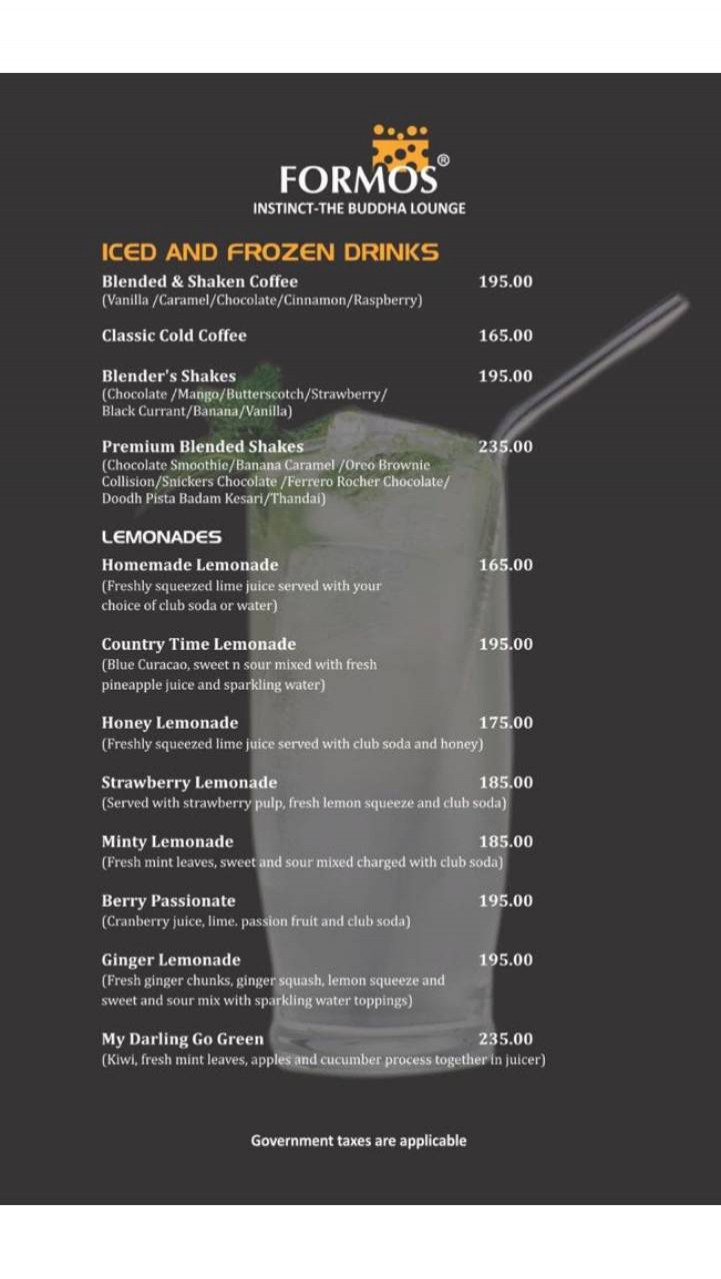 FORMOS®
INSTINCT-THE BUDDHA LOUNGE
ICED AND FROZEN DRINKS
Blended & Shaken Coffee 195.00
(Vanilla /Caramel/Chocolate/Cinnamon/Raspberry)
Classic Cold Coffee 165.00
Blender's Shakes 195.00
(Chocolate /Mango/Butterscotch/Strawberry/
Black Currant/Banana/Vanilla)
Premium Blended Shakes 235.00
(Chocolate Smoothie/Banana Caramel /Oreo Brownie
Collision/Snickers Chocolate /Ferrero Rocher Chocolate/
Doodh Pista Badam Kesari/Thandai)
LEMONADES
Homemade Lemonade 165.00
(Freshly squeezed lime juice served with your
choice of club soda or water)
Country Time Lemonade 195.00
(Blue Curacao, sweet n sour mixed with fresh
pineapple juice and sparkling water)
Honey Lemonade 175.00
(Freshly squeezed lime juice served with club soda and honey)
Strawberry Lemonade 185.00
(Served with strawberry pulp, fresh lemon squeeze and club soda)
Minty Lemonade 185.00
(Fresh mint leaves, sweet and sour mixed charged with club soda)
Berry Passionate 195.00
(Cranberry juice, lime. passion fruit and club soda)
Ginger Lemonade 195.00
(Fresh ginger chunks, ginger squash, lemon squeeze and
sweet and sour mix with sparkling water toppings)
My Darling Go Green 235.00
(Kiwi, fresh mint leaves, apples and cucumber process together in juicer)
Government taxes are applicable